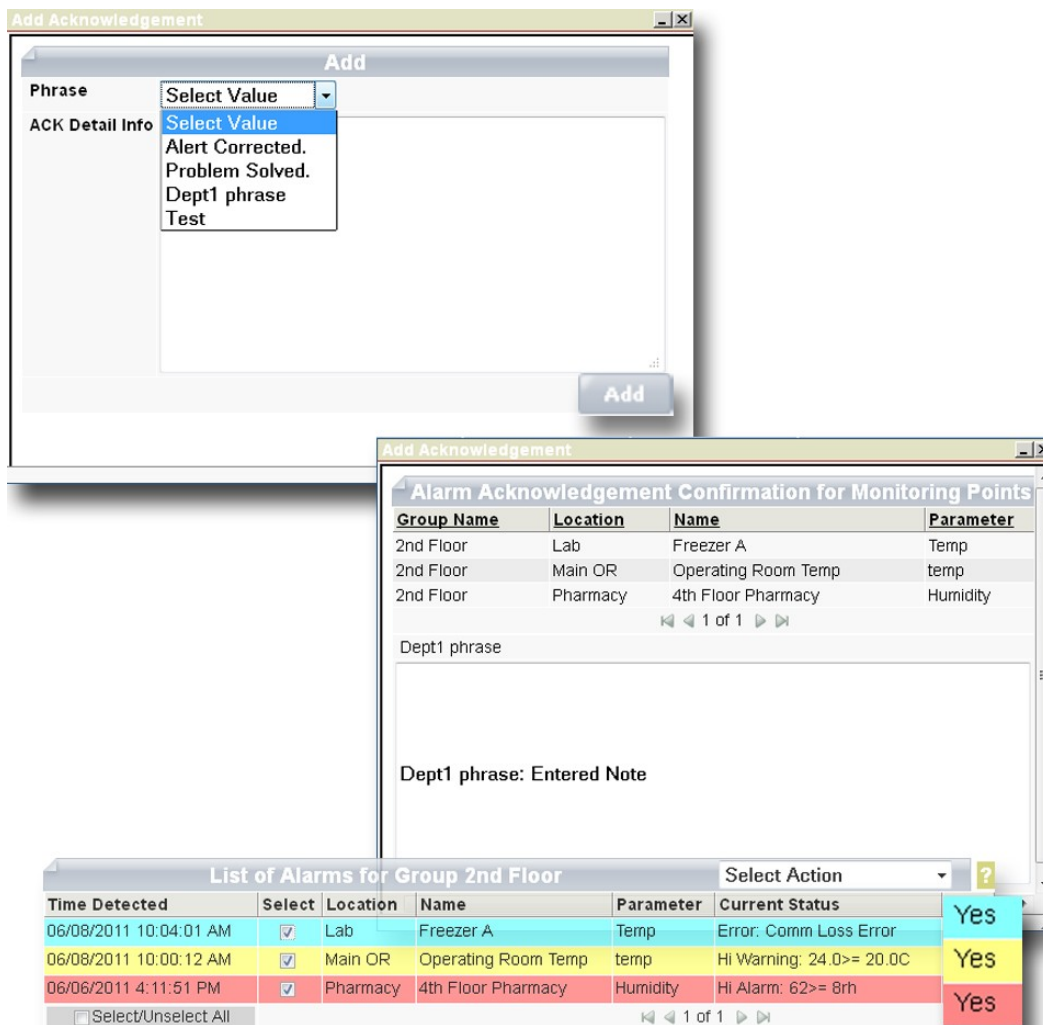 Add Acknowledgement
Add
Phrase
Select Value
ACK Detail Info
Select Value
Alert Corrected.
Problem Solved.
Dept1 phrase
Test
Add
Add Acknowledgement
Alarm Acknowledgement Confirmation for Monitoring Points
Group Name Location Name Parameter
2nd Floor Lab Freezer A Temp
2nd Floor Main OR Operating Room Temp temp
2nd Floor Pharmacy 4th Floor Pharmacy Humidity
1 of 1
Dept1 phrase
Dept1 phrase: Entered Note
List of Alarms for Group 2nd Floor Select Action ?
Time Detected Select Location Name Parameter Current Status
06/08/2011 10:04:01 AM Lab Freezer A Temp Error: Comm Loss Error Yes
06/08/2011 10:00:12 AM Main OR Operating Room Temp temp Hi Warning: 24.0>= 20.0C Yes
06/06/2011 4:11:51 PM Pharmacy 4th Floor Pharmacy Humidity Hi Alarm: 62>= 8rh Yes
Select/Unselect All 1 of 1